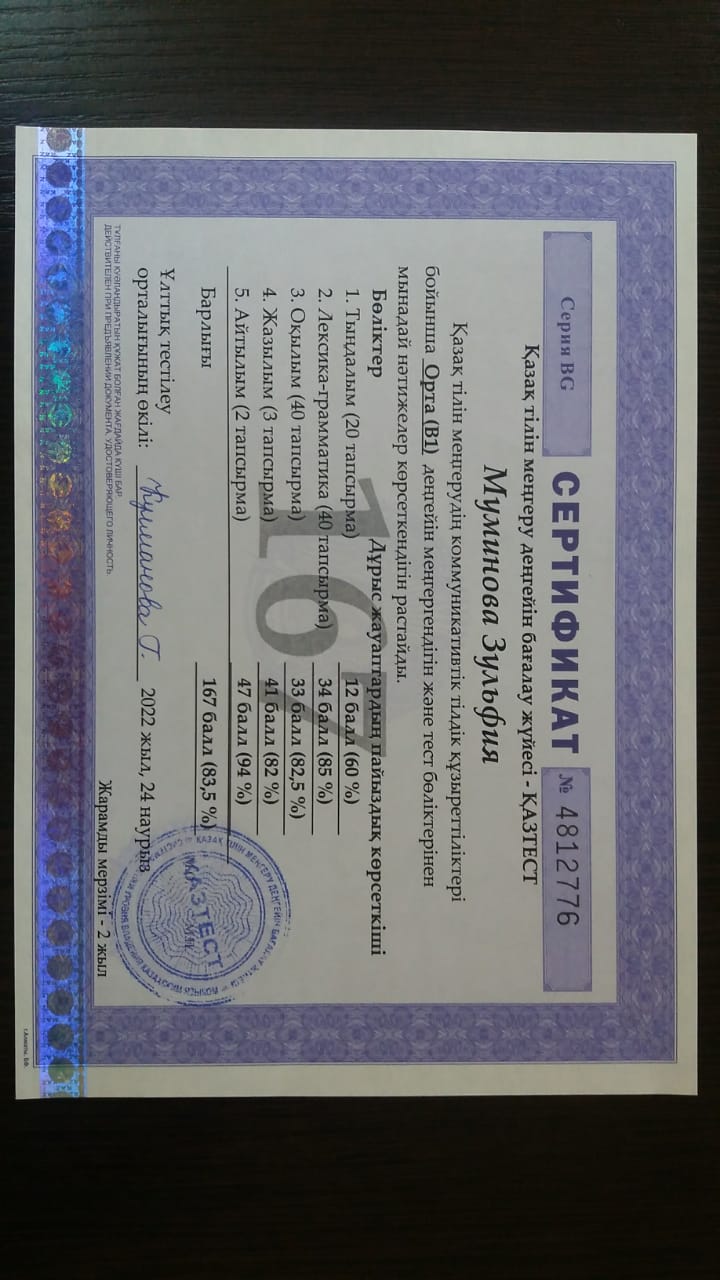 Серия BG
СЕРТИФИКАТ
№ 4812776
Қазақ тілін меңгеру деңгейін бағалау жүйесі - ҚАЗТЕСТ
Муминова Зульфия
Қазақ тілін меңгерудің коммуникативтік тілдік құзыреттіліктері
бойынша Орта (В1) деңгейін меңгергендігін және тест бөліктерінен
мынадай нәтижелер көрсеткендігін растайды.
Бөліктер Дұрыс жауаптардың пайыздық көрсеткіші
1. Тыңдалым (20 тапсырма) 12 балл (60 %)
2. Лексика-грамматика (40 тапсырма) 34 балл (85 %)
3. Оқылым (40 тапсырма) 33 балл (82,5 %)
4. Жазылым (3 тапсырма) 41 балл (82 %)
5. Айтылым (2 тапсырма) 47 балл (94 %)
167
Барлығы 167 балл (83,5 %)
Ұлттық тестілеу
орталығының өкілі: Кулманова Г. 2022 жыл, 24 наурыз
ҚАЗТЕСТ
М.О. М.П.
ТҰЛҒАНЫ КУӘЛАНДЫРАТЫН ҚҰЖАТ БОЛҒАН ЖАҒДАЙДА КҮШІ БАР
ДЕЙСТВИТЕЛЕН ПРИ ПРЕДЪЯВЛЕНИИ ДОКУМЕНТА, УДОСТОВЕРЯЮЩЕГО ЛИЧНОСТЬ.
Жарамды мерзімі - 2 жыл
г.Алматы, БФ.